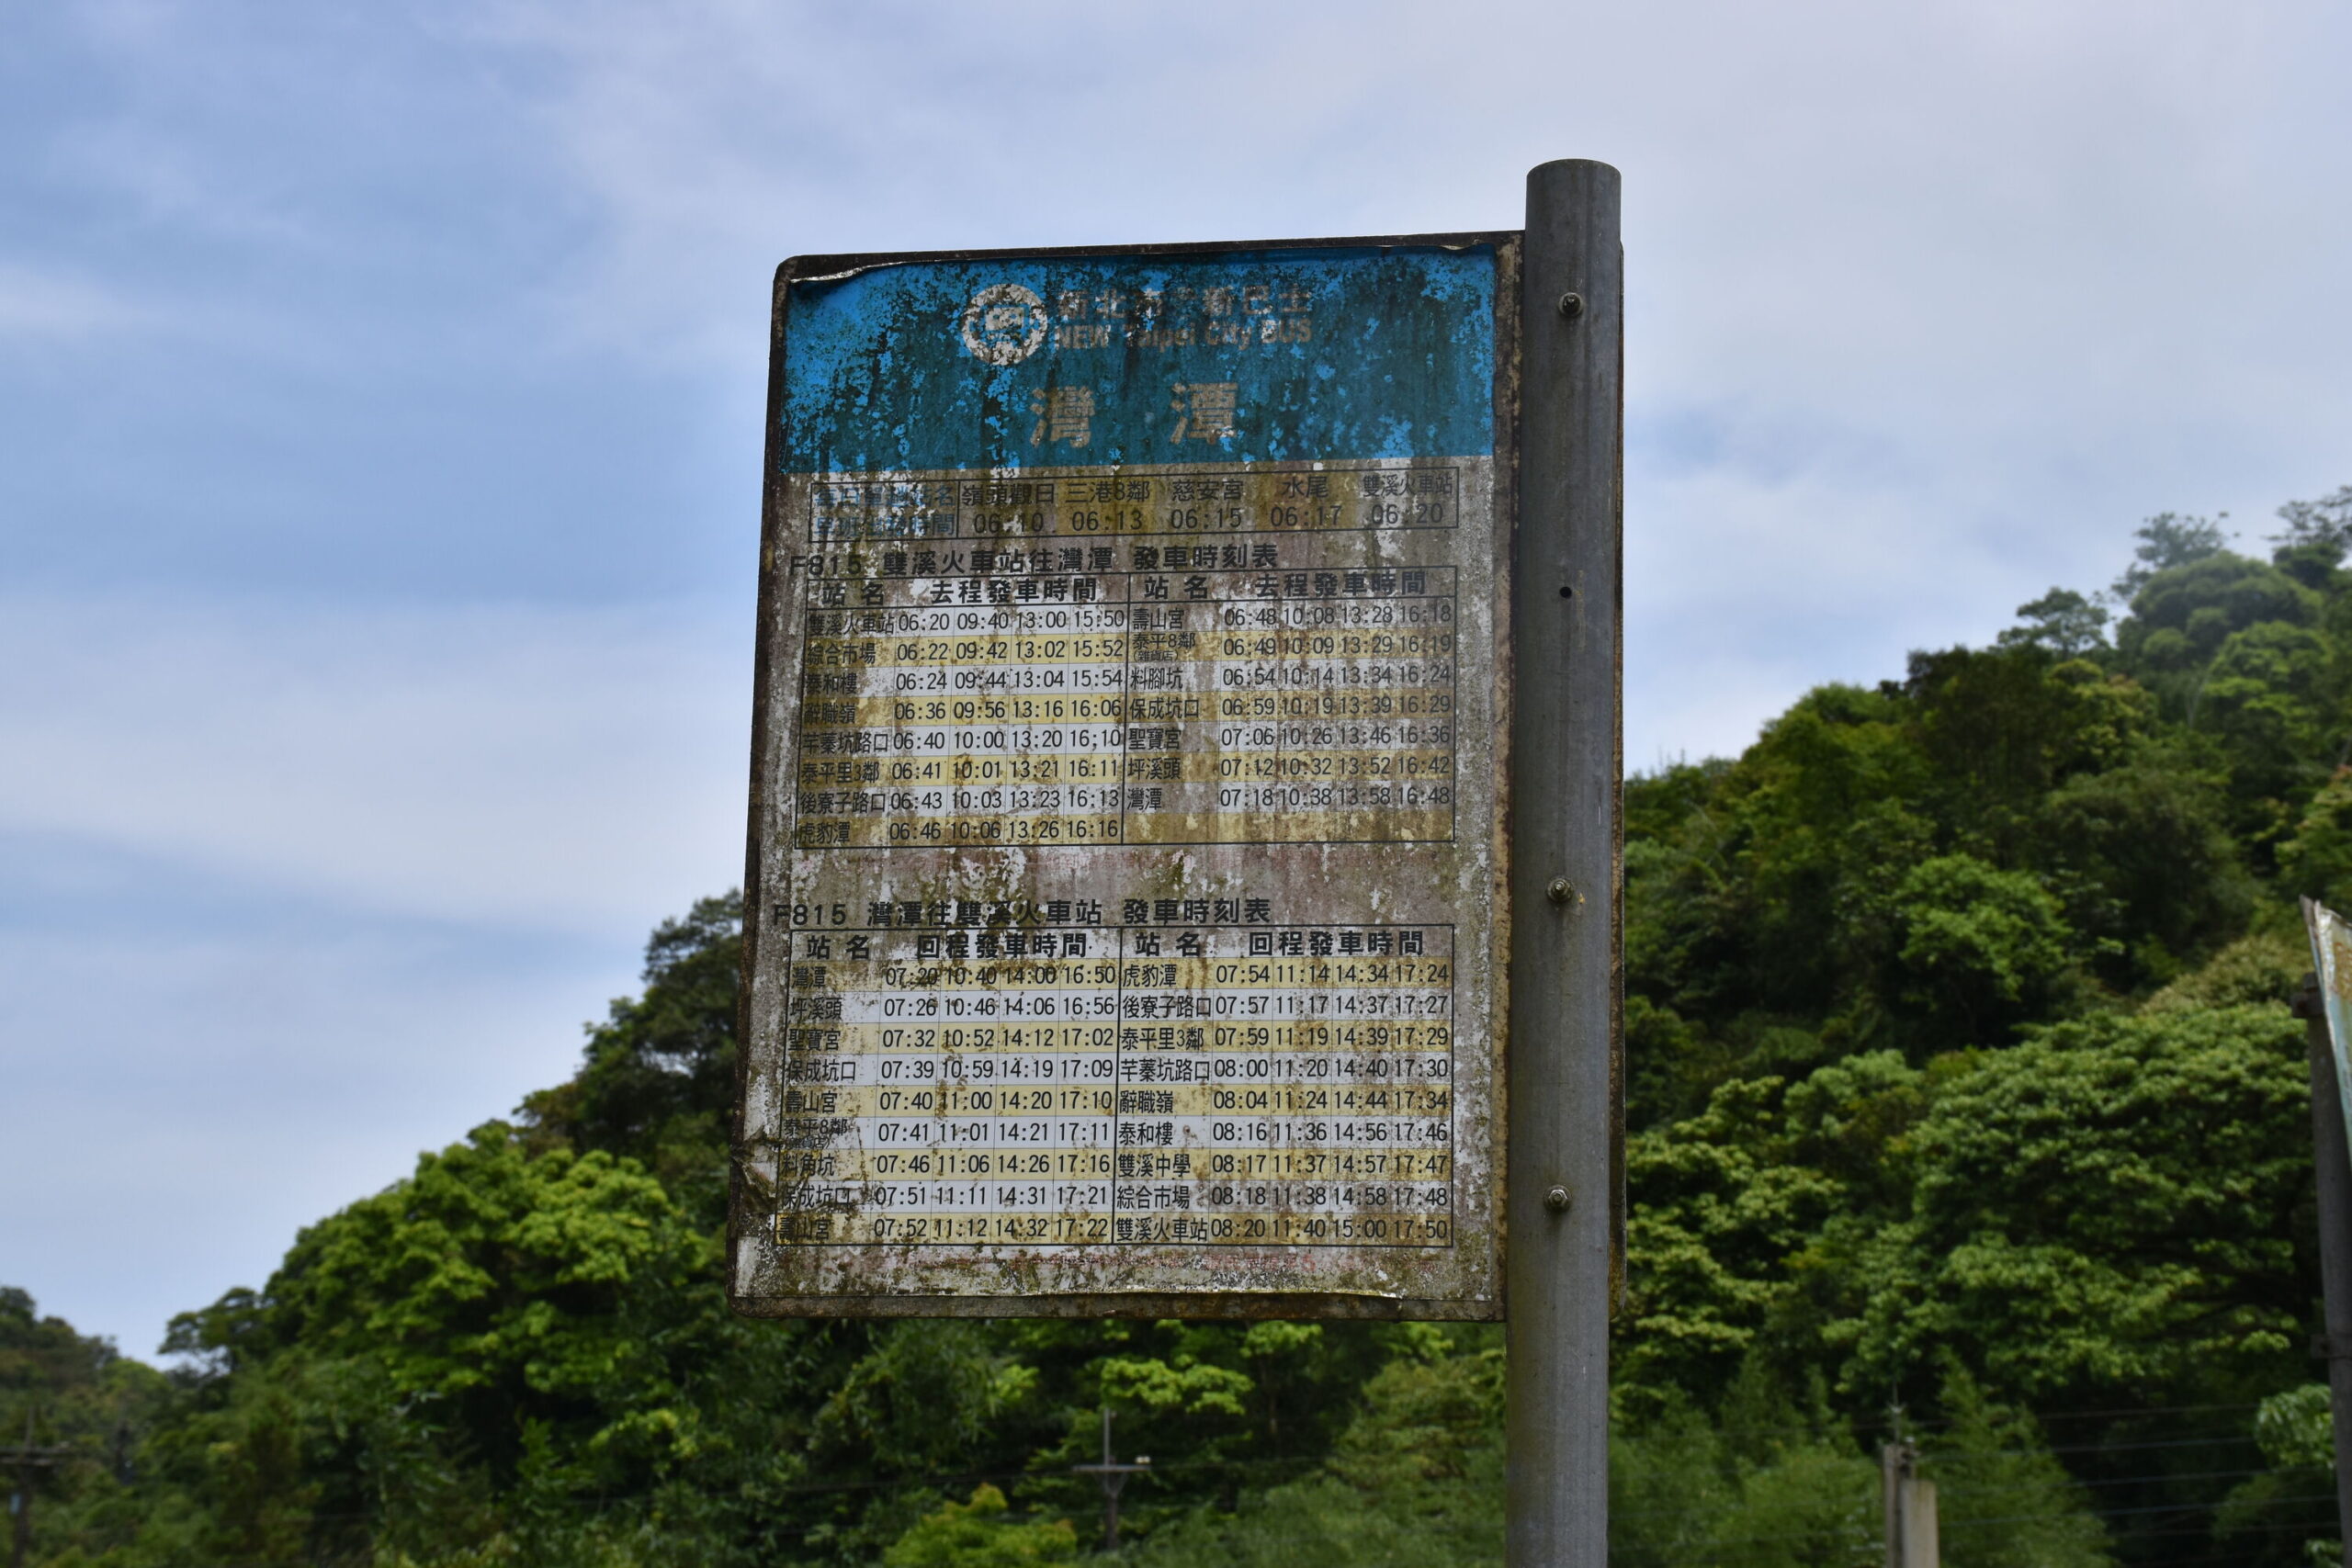 新北市 新巴士
NEW Taipei City BUS
灣 潭
每日 站名 嶺頭觀日 三港8鄰 慈安宮 水尾 雙溪火車站
早班 時間 06:10 06:13 06:15 06:17 06:20
F815 雙溪火車站往灣潭 發車時刻表
站 名 去程發車時間 站 名 去程發車時間
雙溪火車站 06:20 09:40 13:00 15:50 壽山宮 06:48 10:08 13:28 16:18
綜合市場 06:22 09:42 13:02 15:52 泰平8鄰 (雜貨店) 06:49 10:09 13:29 16:19
泰和樓 06:24 09:44 13:04 15:54 料腳坑 06:54 10:14 13:34 16:24
辭職嶺 06:36 09:56 13:16 16:06 保成坑口 06:59 10:19 13:39 16:29
芊蓁坑路口 06:40 10:00 13:20 16;10 聖寶宮 07:06 10:26 13:46 16:36
泰平里3鄰 06:41 10:01 13:21 16:11 坪溪頭 07:12 10:32 13:52 16:42
後寮子路口 06:43 10:03 13:23 16:13 灣潭 07:18 10:38 13:58 16:48
虎豹潭 06:46 10:06 13:26 16:16
F815 灣潭往雙溪火車站 發車時刻表
站 名 回程發車時間 站 名 回程發車時間
灣潭 07:20 10:40 14:00 16:50 虎豹潭 07:54 11:14 14:34 17:24
坪溪頭 07:26 10:46 14:06 16:56 後寮子路口 07:57 11:17 14:37 17:27
聖寶宮 07:32 10:52 14:12 17:02 泰平里3鄰 07:59 11:19 14:39 17:29
保成坑口 07:39 10:59 14:19 17:09 芊蓁坑路口 08:00 11:20 14:40 17:30
壽山宮 07:40 11:00 14:20 17:10 辭職嶺 08:04 11:24 14:44 17:34
泰平8鄰 07:41 11:01 14:21 17:11 泰和樓 08:16 11:36 14:56 17:46
料角坑 07:46 11:06 14:26 17:16 雙溪中學 08:17 11:37 14:57 17:47
保成坑口 07:51 11:11 14:31 17:21 綜合市場 08:18 11:38 14:58 17:48
壽山宮 07:52 11:12 14:32 17:22 雙溪火車站 08:20 11:40 15:00 17:50